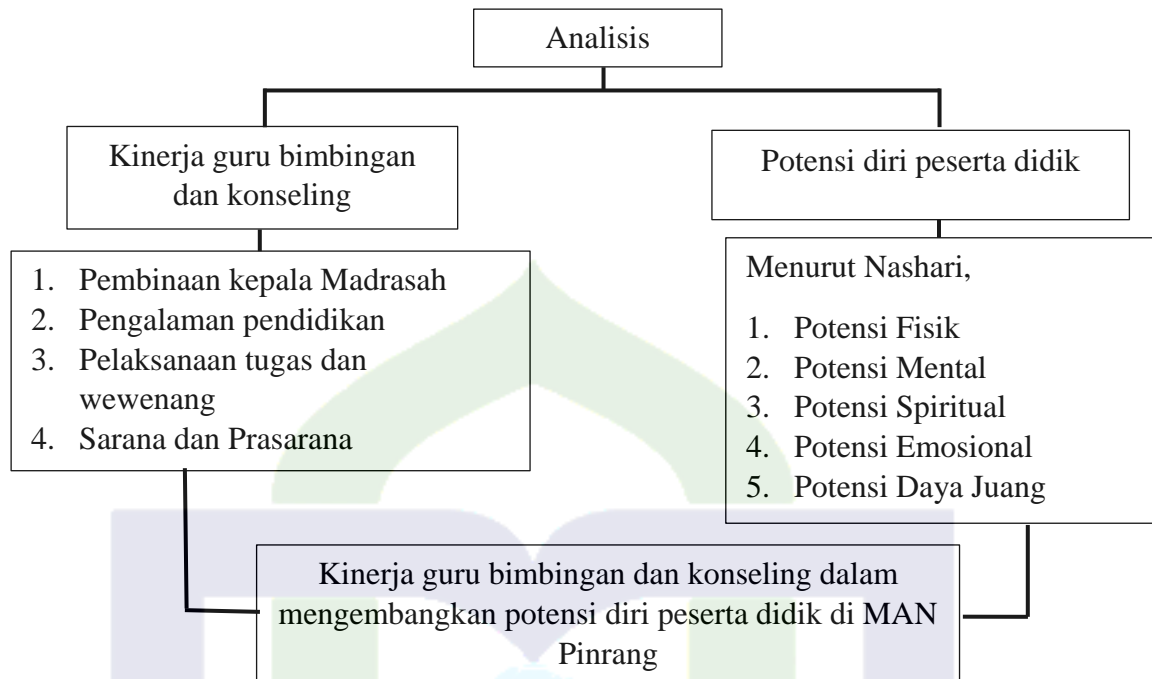 Analisis
Kinerja guru bimbingan
dan konseling
Potensi diri peserta didik
1. Pembinaan kepala Madrasah
2. Pengalaman pendidikan
3. Pelaksanaan tugas dan
wewenang
4. Sarana dan Prasarana
Menurut Nashari,
1. Potensi Fisik
2. Potensi Mental
3. Potensi Spiritual
4. Potensi Emosional
5. Potensi Daya Juang
Kinerja guru bimbingan dan konseling dalam
mengembangkan potensi diri peserta didik di MAN
Pinrang